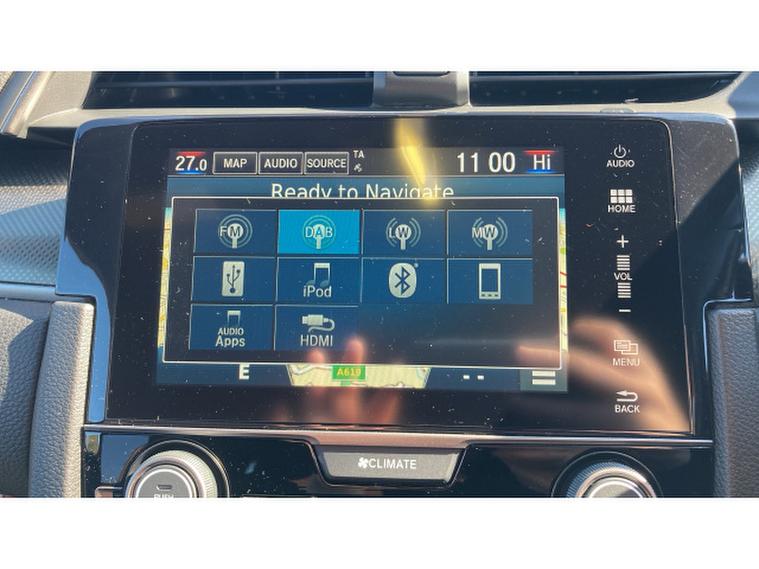 27.0 MAP AUDIO SOURCE TA 11 00 Hi
Ready to Navigate
FM DAB LW MW
iPod
AUDIO Apps HDMI
E A619 --
AUDIO
HOME
+
VOL
-
MENU
BACK
CLIMATE
PUSH